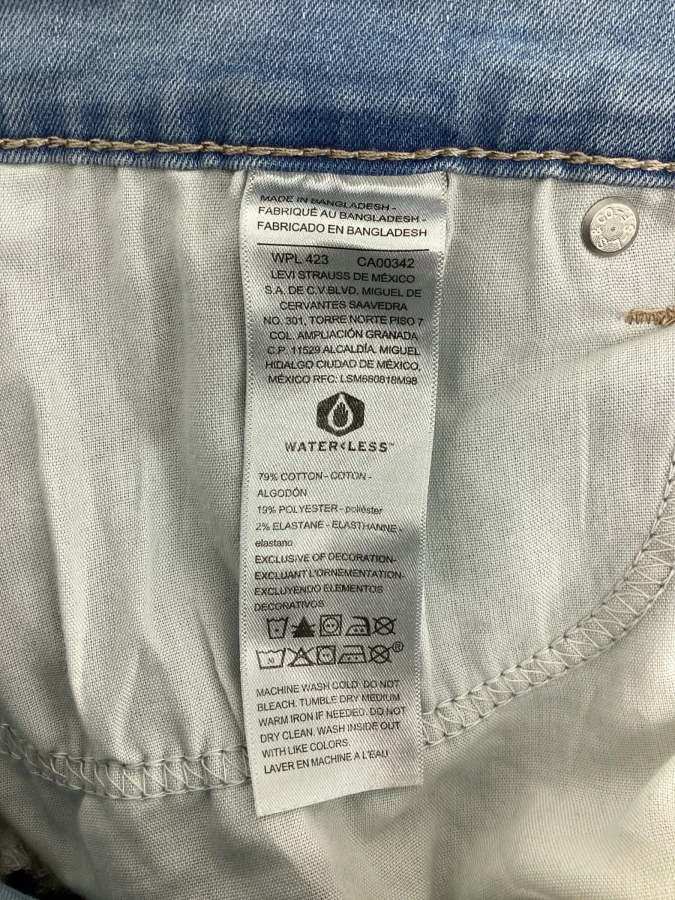 MADE IN BANGLADESH -
FABRIQUÉ AU BANGLADESH -
FABRICADO EN BANGLADESH
WPL 423 CA00342
LEVI STRAUSS DE MÉXICO
S.A. DE C.V.BLVD. MIGUEL DE
CERVANTES SAAVEDRA
NO. 301, TORRE NORTE PISO 7
COL. AMPLIACIÓN GRANADA
C.P. 11529 ALCALDÍA. MIGUEL
HIDALGO CIUDAD DE MÉXICO,
MÉXICO RFC: LSM680818M98
WATER<LESS™
79% COTTON - COTON -
ALGODÓN
19% POLYESTER - poliéster
2% ELASTANE - ELASTHANNE -
elastano
EXCLUSIVE OF DECORATION-
EXCLUANT L'ORNEMENTATION-
EXCLUYENDO ELEMENTOS
DECORATIVOS
MACHINE WASH COLD. DO NOT
BLEACH. TUMBLE DRY MEDIUM.
WARM IRON IF NEEDED. DO NOT
DRY CLEAN. WASH INSIDE OUT
WITH LIKE COLORS.
LAVER EN MACHINE A L'EAU